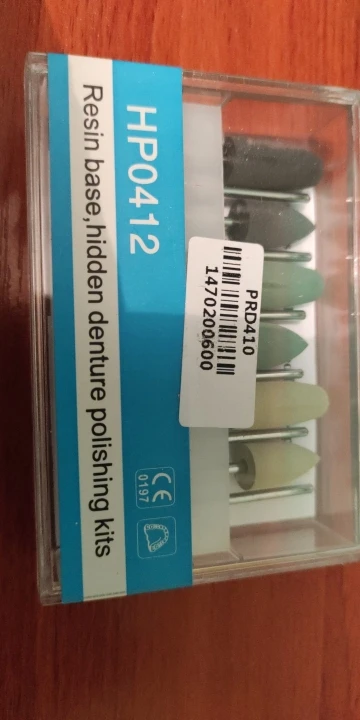 HP0412
Resin base,hidden denture polishing kits
CE
0197
PRD410
1470200600